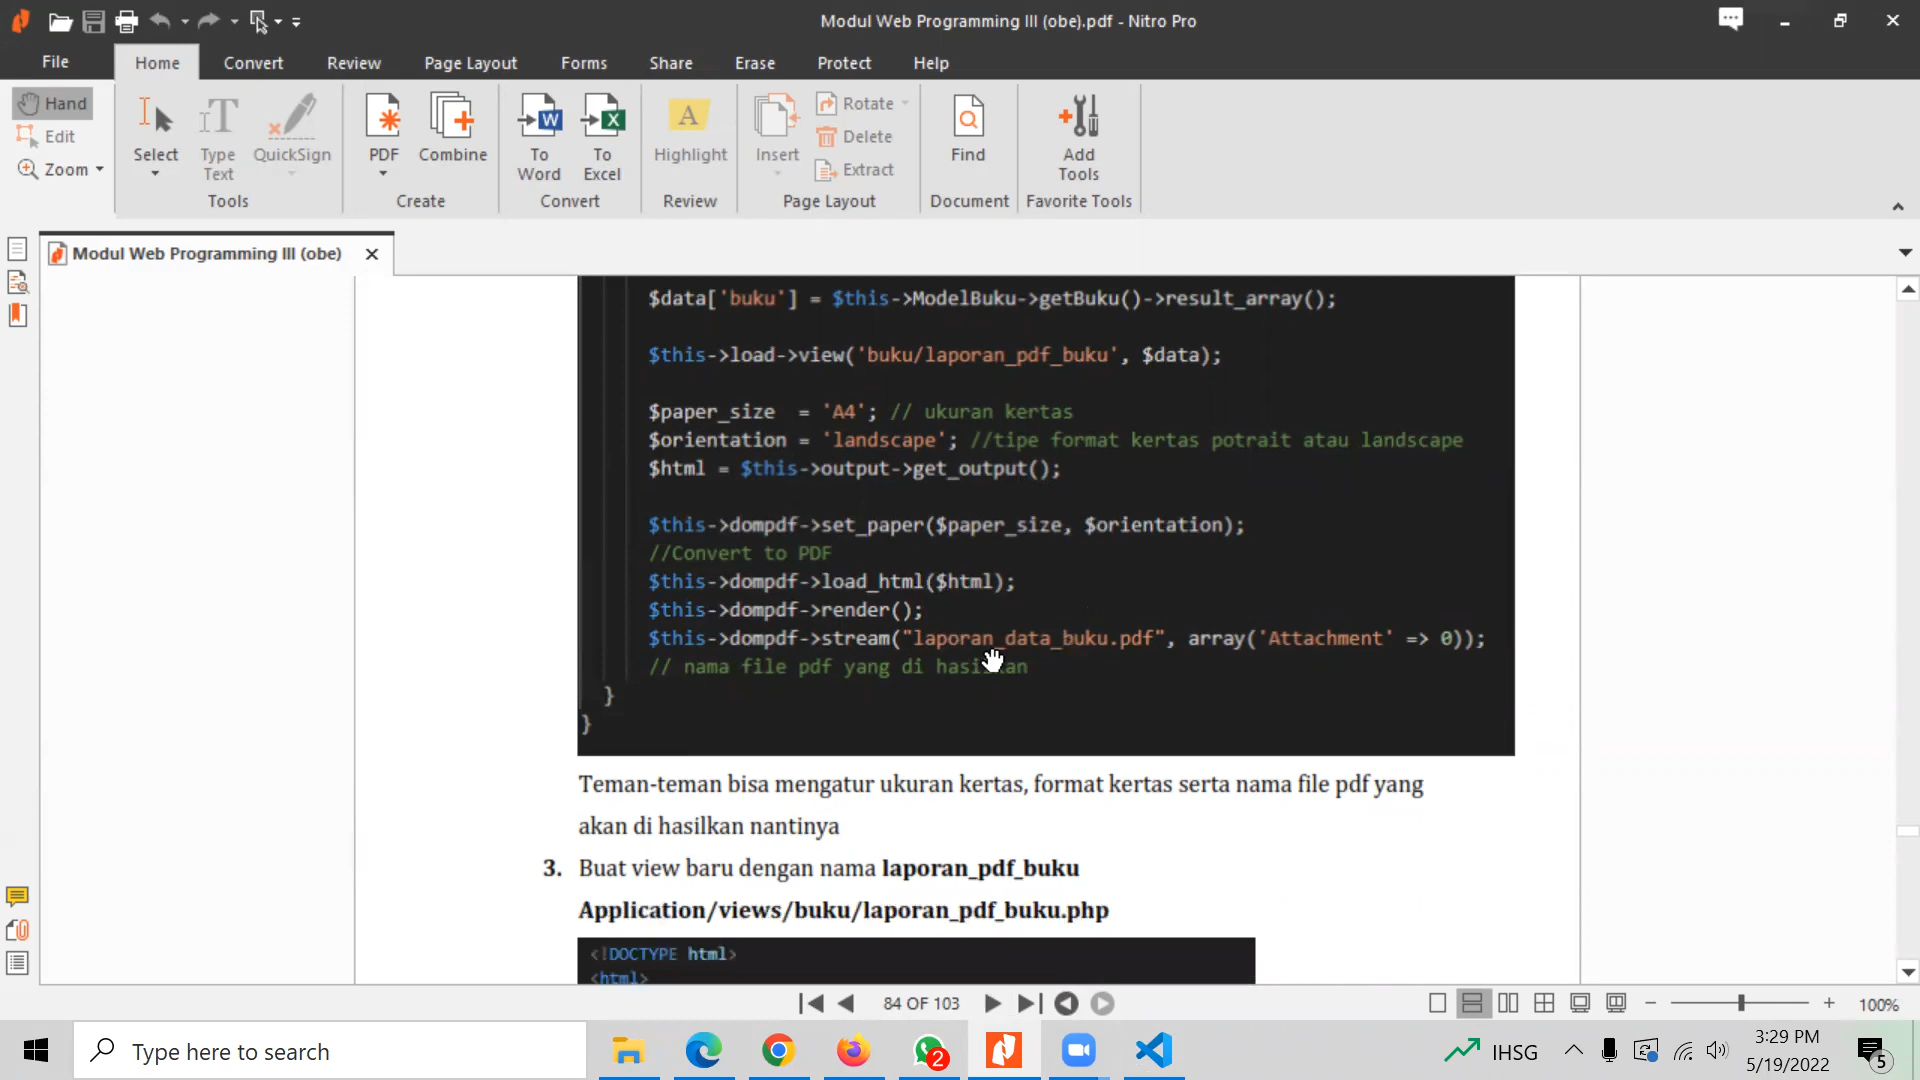 Modul Web Programming III (obe).pdf - Nitro Pro
File
Home
Convert
Review
Page Layout
Forms
Share
Erase
Protect
Help
Hand
Edit
Zoom
Select
Type Text
QuickSign
Tools
PDF
Combine
Create
To Word
To Excel
Convert
Highlight
Review
Insert
Rotate
Delete
Extract
Page Layout
Find
Document
Add Tools
Favorite Tools
Modul Web Programming III (obe)
$data['buku'] = $this->ModelBuku->getBuku()->result_array();
$this->load->view('buku/laporan_pdf_buku', $data);
$paper_size = 'A4'; // ukuran kertas
$orientation = 'landscape'; //tipe format kertas potrait atau landscape
$html = $this->output->get_output();
$this->dompdf->set_paper($paper_size, $orientation);
//Convert to PDF
$this->dompdf->load_html($html);
$this->dompdf->render();
$this->dompdf->stream("laporan_data_buku.pdf", array('Attachment' => 0));
// nama file pdf yang di hasilkan
}
}
Teman-teman bisa mengatur ukuran kertas, format kertas serta nama file pdf yang
akan di hasilkan nantinya
3. Buat view baru dengan nama laporan_pdf_buku
Application/views/buku/laporan_pdf_buku.php
<!DOCTYPE html>
<html>
84 OF 103
100%
Type here to search
2
IHSG
3:29 PM
5/19/2022
5